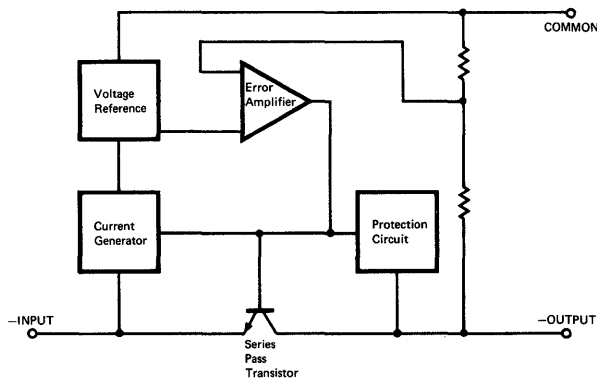 COMMON
Voltage
Reference
Error
Amplifier
Current
Generator
Protection
Circuit
—INPUT
—OUTPUT
Series
Pass
Transistor